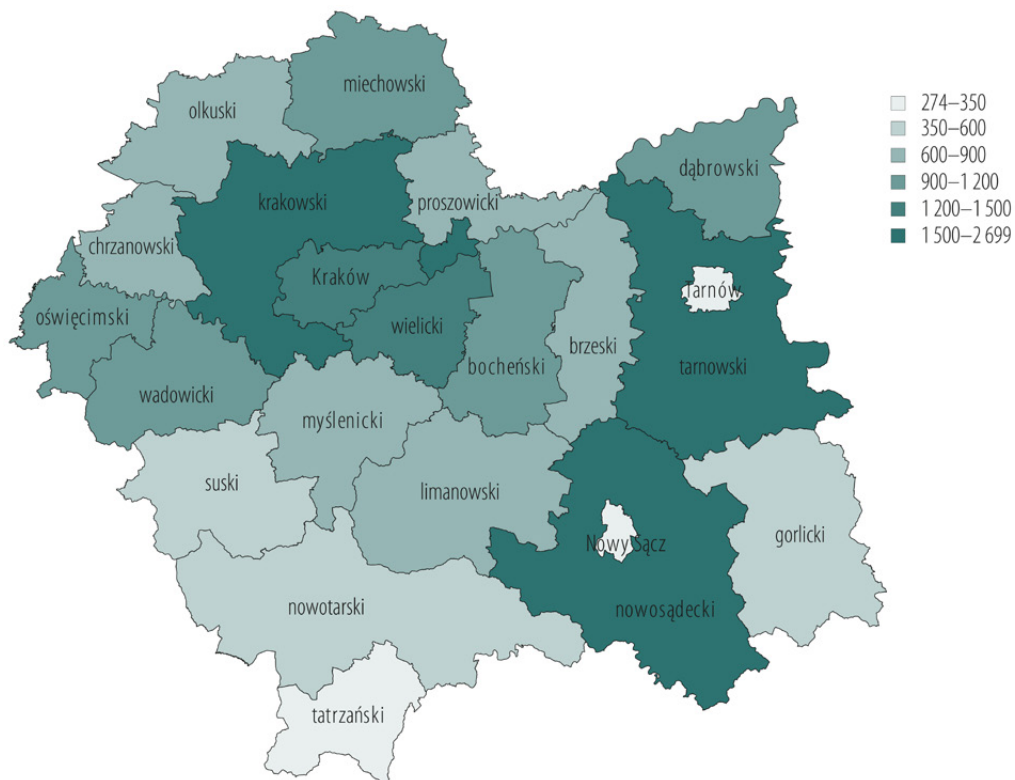 miechowski
olkuski
274–350
350–600
600–900
900–1 200
1 200–1 500
1 500–2 699
dąbrowski
krakowski
proszowicki
chrzanowski
Kraków
Tarnów
oświęcimski
wielicki
brzeski
bocheński
tarnowski
wadowicki
myślenicki
suski
limanowski
gorlicki
Nowy Sącz
nowotarski
nowosądecki
tatrzański